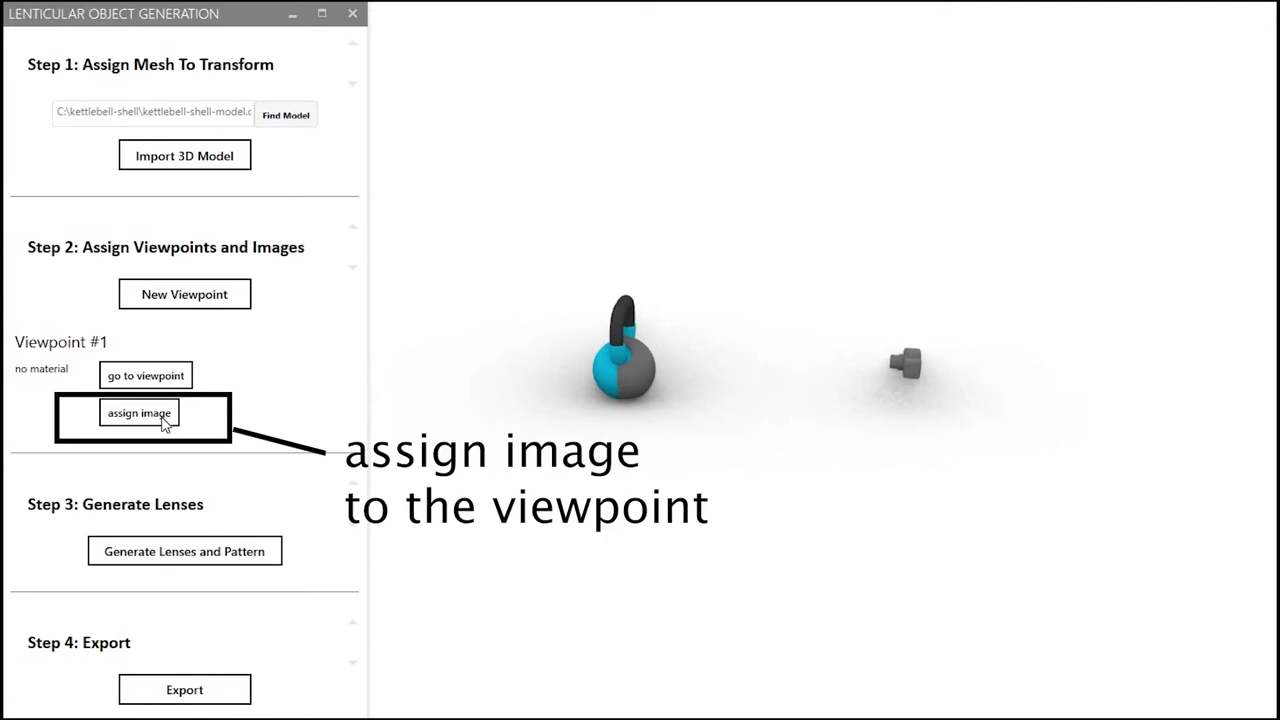 LENTICULAR OBJECT GENERATION
Step 1: Assign Mesh To Transform
C:\kettlebell-shell\kettlebell-shell-model.c
Find Model
Import 3D Model
Step 2: Assign Viewpoints and Images
New Viewpoint
Viewpoint #1
no material
go to viewpoint
assign image
assign image
to the viewpoint
Step 3: Generate Lenses
Generate Lenses and Pattern
Step 4: Export
Export